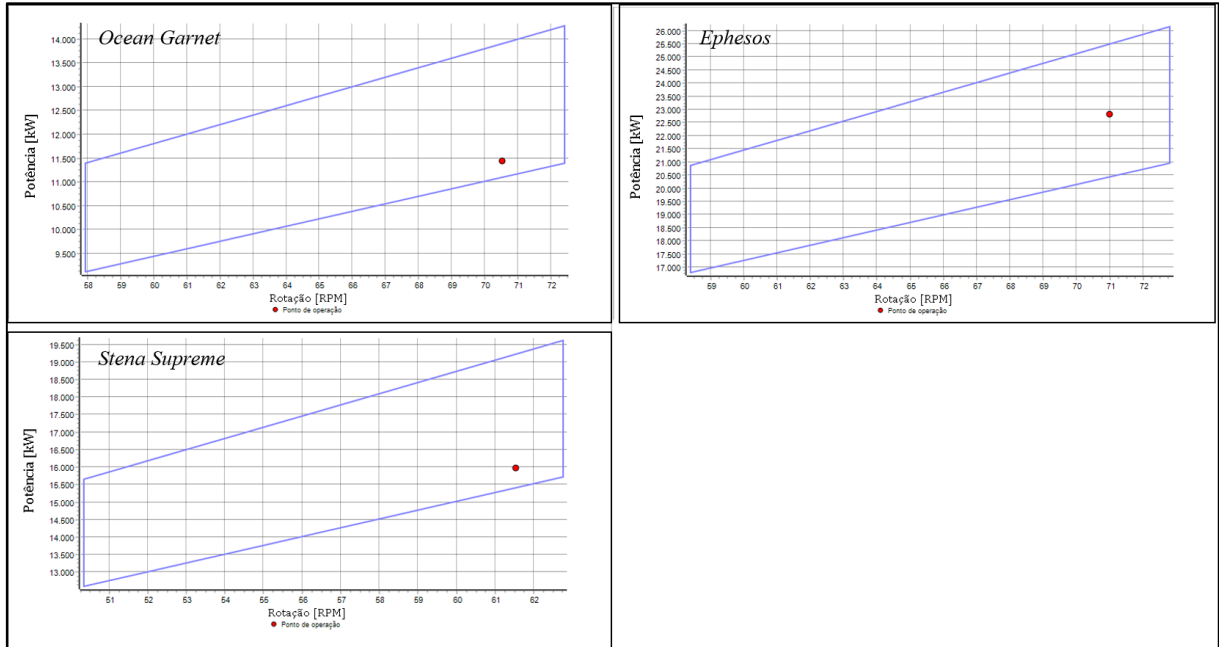 Ocean Garnet
Potência [kW]
14.000
13.500
13.000
12.500
12.000
11.500
11.000
10.500
10.000
9.500
58 59 60 61 62 63 64 65 66 67 68 69 70 71 72
Rotação [RPM]
Ponto de operação
Ephesos
Potência [kW]
26.000
25.500
25.000
24.500
24.000
23.500
23.000
22.500
22.000
21.500
21.000
20.500
20.000
19.500
19.000
18.500
18.000
17.500
17.000
59 60 61 62 63 64 65 66 67 68 69 70 71 72
Rotação [RPM]
Ponto de operação
Stena Supreme
Potência [kW]
19.500
19.000
18.500
18.000
17.500
17.000
16.500
16.000
15.500
15.000
14.500
14.000
13.500
13.000
51 52 53 54 55 56 57 58 59 60 61 62
Rotação [RPM]
Ponto de operação